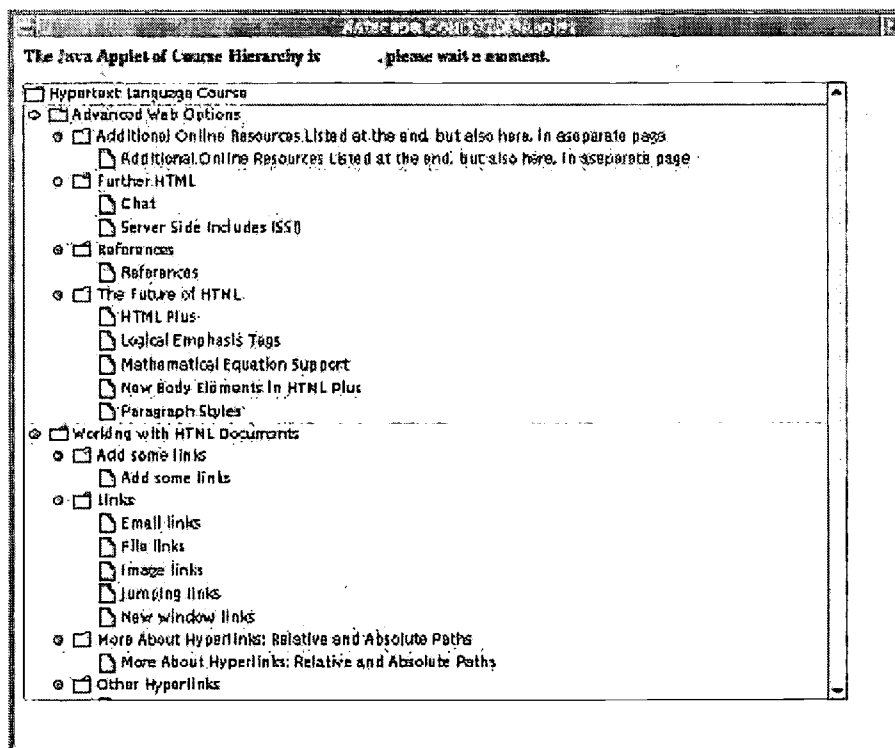 The Java Applet of Course Hierarchy is , please wait a moment.
Hypertext Language Course
Advanced Web Options
Additional Online Resources Listed at the end, but also here, in aseparate page
Additional Online Resources Listed at the end, but also here, in aseparate page
Further HTML
Chat
Server Side Includes (SSI)
References
References
The Future of HTML
HTML Plus
Logical Emphasis Tags
Mathematical Equation Support
New Body Elements in HTML Plus
Paragraph Styles
Working with HTML Documents
Add some links
Add some links
Links
Email links
File links
Image links
Jumping links
New window links
More About Hyperlinks: Relative and Absolute Paths
More About Hyperlinks: Relative and Absolute Paths
Other Hyperlinks